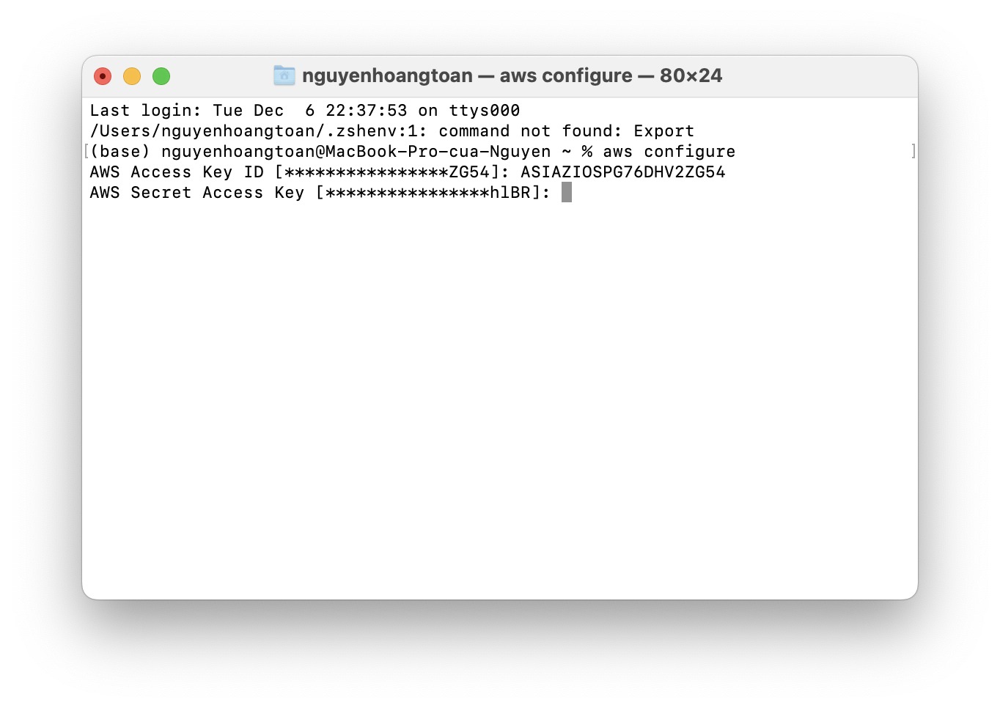 nguyenhoangtoan — aws configure — 80×24
Last login: Tue Dec  6 22:37:53 on ttys000
/Users/nguyenhoangtoan/.zshenv:1: command not found: Export
[(base) nguyenhoangtoan@MacBook-Pro-cua-Nguyen ~ % aws configure ]
AWS Access Key ID [****************ZG54]: ASIAZIOSPG76DHV2ZG54
AWS Secret Access Key [****************hlBR]: